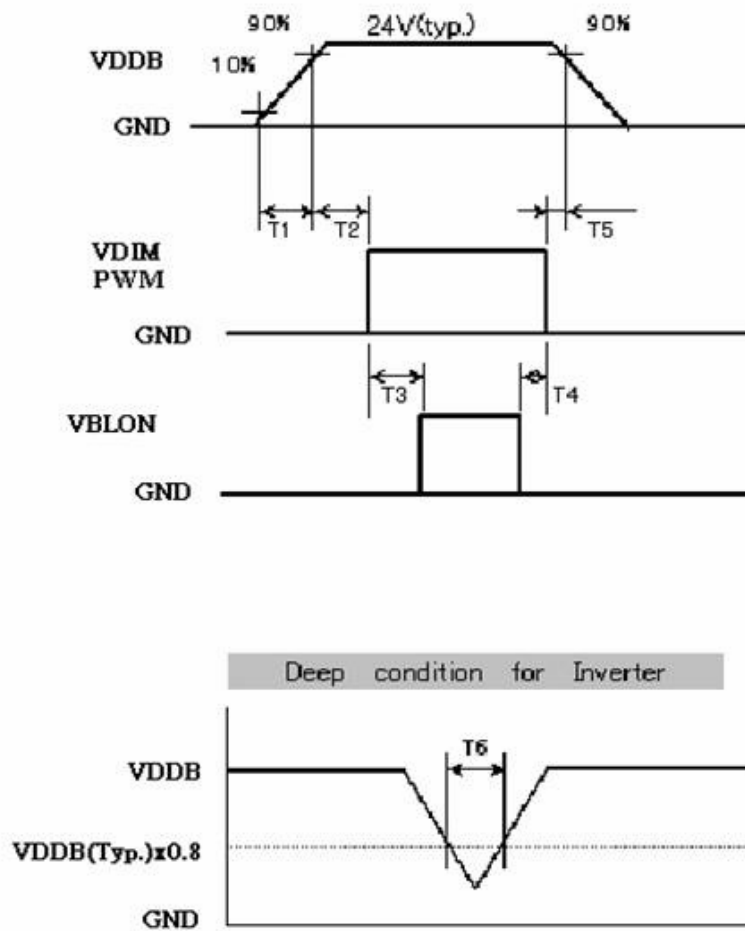 90%
24V(typ.)
90%
VDDB
10%
GND
T1
T2
T5
VDIM
PWM
GND
T3
T4
VBLON
GND
Deep condition for Inverter
T6
VDDB
VDDB(Typ.)x0.8
GND